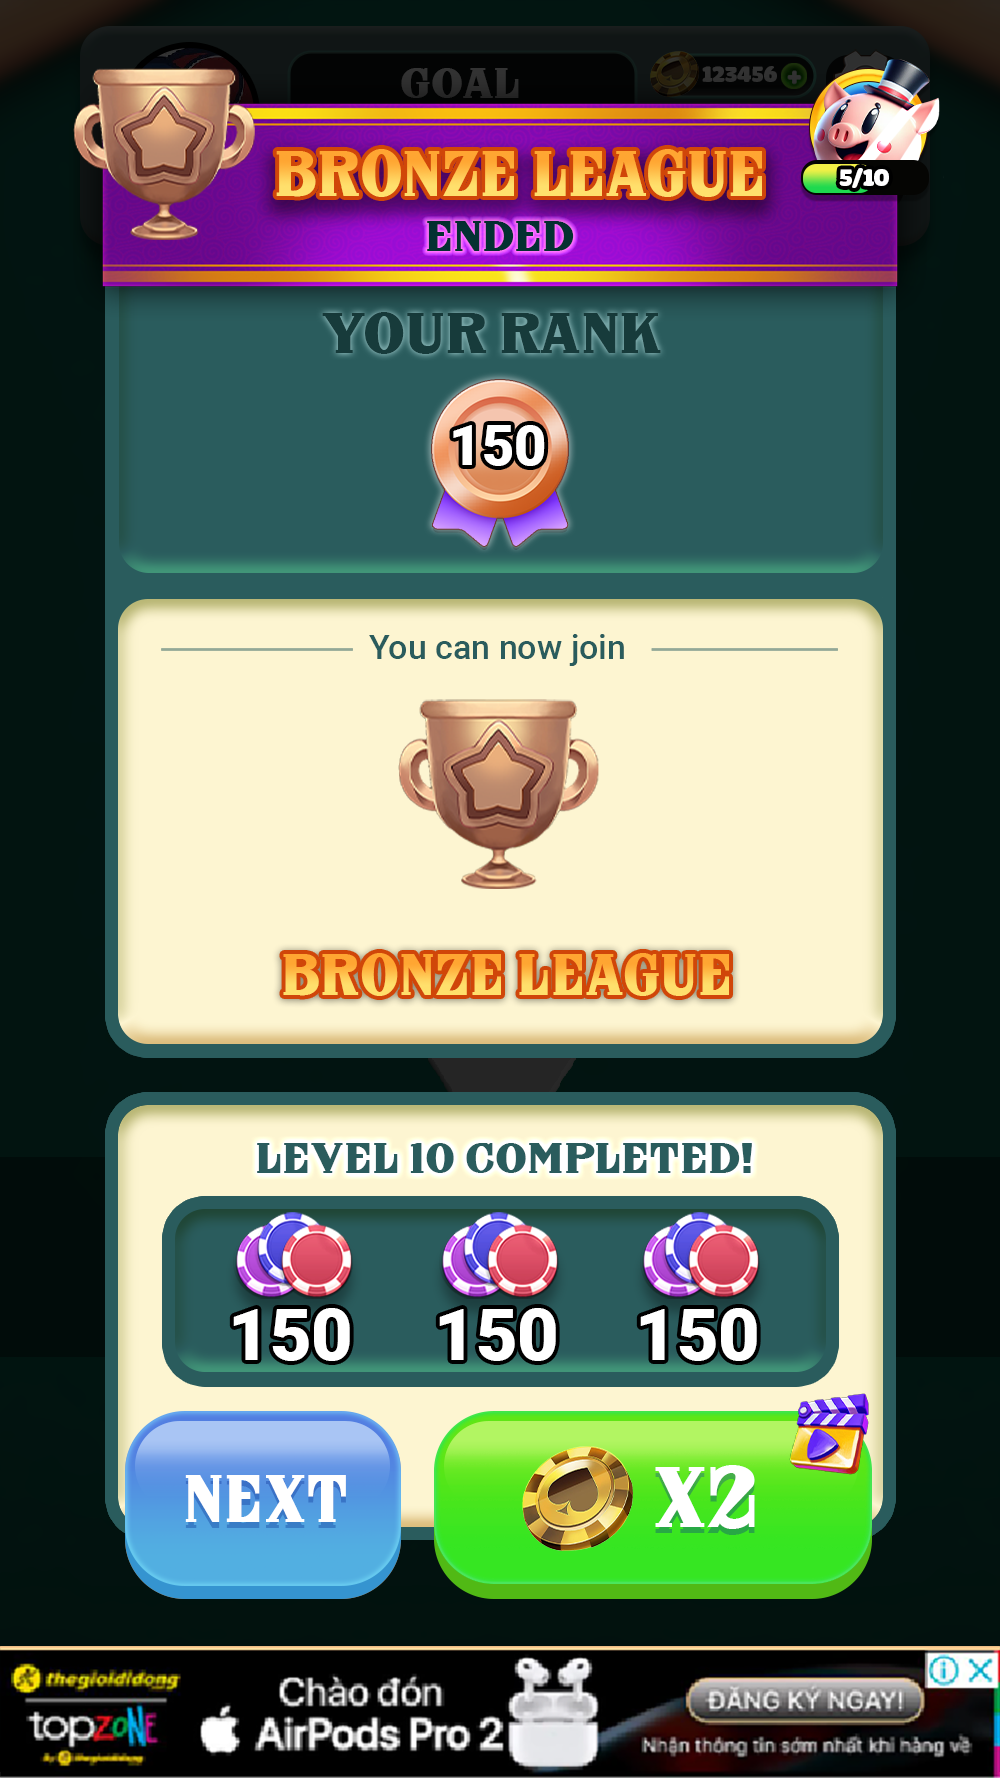 GOAL
123456
BRONZE LEAGUE
5/10
ENDED
YOUR RANK
150
You can now join
BRONZE LEAGUE
LEVEL 10 COMPLETED!
150 150 150
NEXT
X2
thegioididong
topzone
By thegioididong
Chào đón
AirPods Pro 2
ĐĂNG KÝ NGAY!
Nhận thông tin sớm nhất khi hàng về